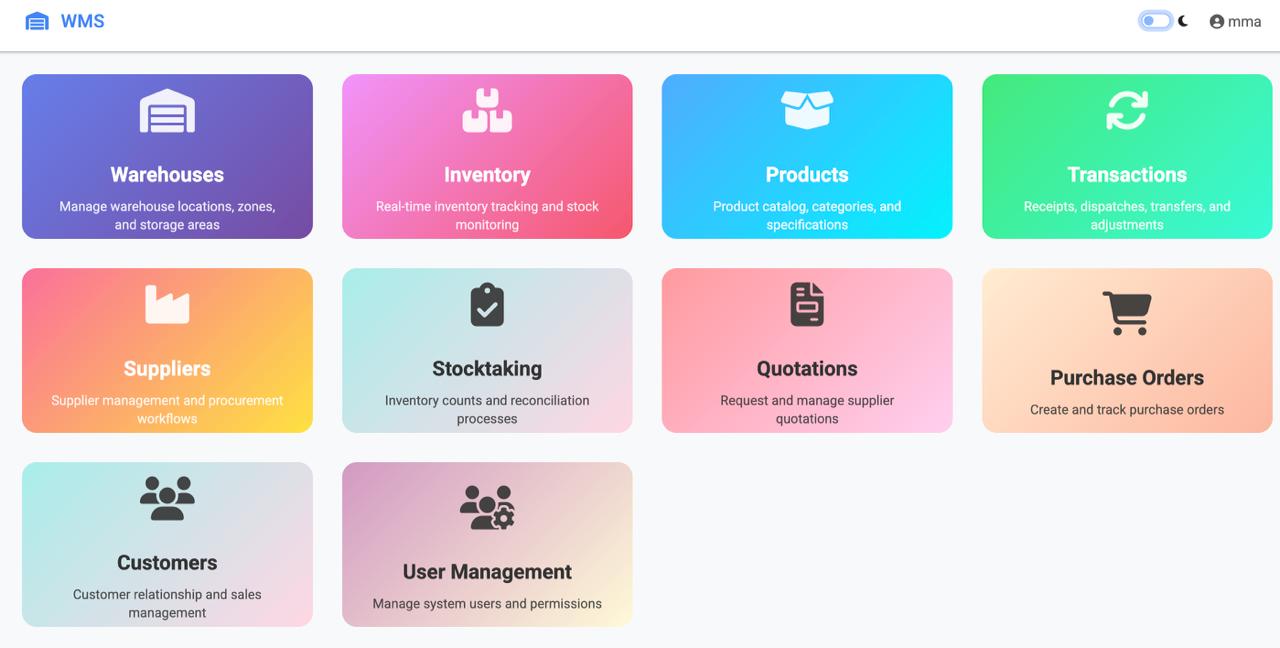 WMS
mma
Warehouses
Manage warehouse locations, zones,
and storage areas
Inventory
Real-time inventory tracking and stock
monitoring
Products
Product catalog, categories, and
specifications
Transactions
Receipts, dispatches, transfers, and
adjustments
Suppliers
Supplier management and procurement
workflows
Stocktaking
Inventory counts and reconciliation
processes
Quotations
Request and manage supplier
quotations
Purchase Orders
Create and track purchase orders
Customers
Customer relationship and sales
management
User Management
Manage system users and permissions